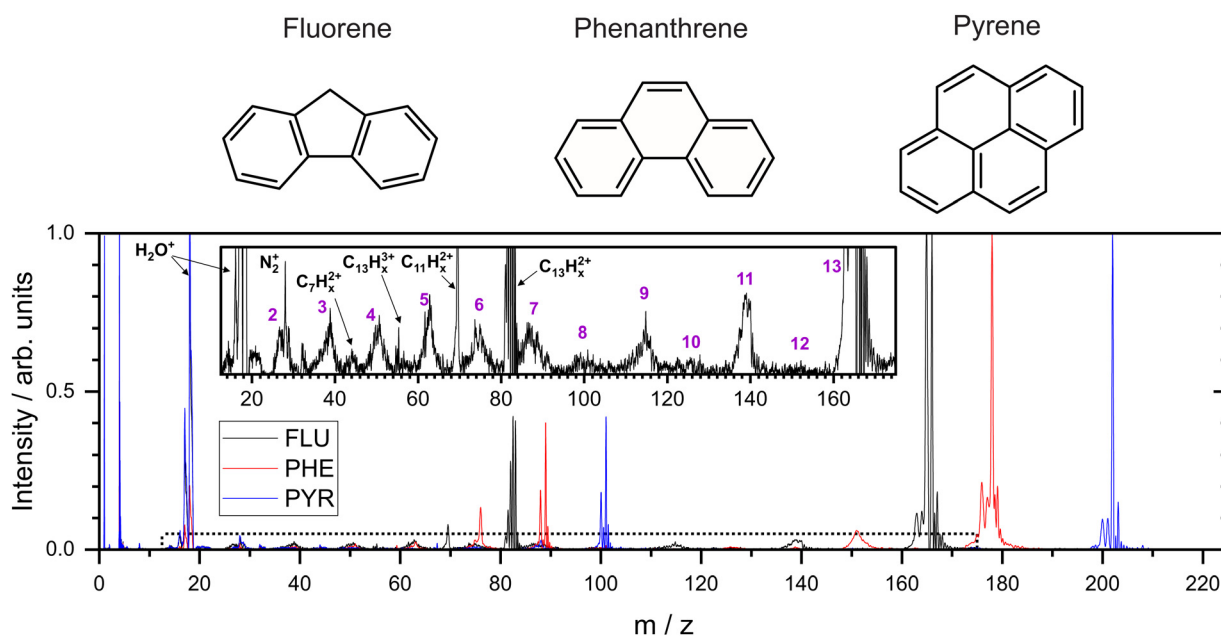 Fluorene Phenanthrene Pyrene
1.0
0.5
0.0
Intensity / arb. units
H₂O⁺
N₂⁺
C₇Hₓ²⁺
C₁₃Hₓ³⁺
C₁₁Hₓ²⁺
C₁₃Hₓ²⁺
2 3 4 5 6 7 8 9 10 11 12 13
20 40 60 80 100 120 140 160
FLU
PHE
PYR
0 20 40 60 80 100 120 140 160 180 200 220
m / z